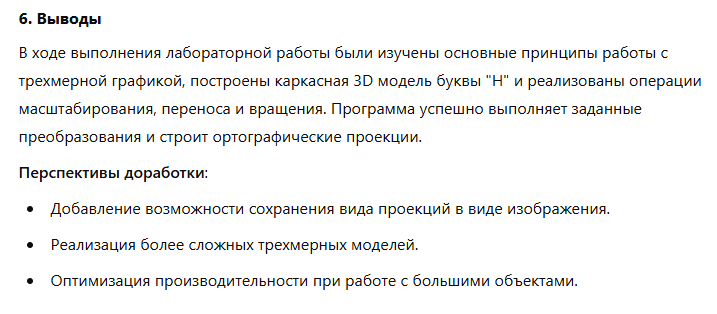 6. Выводы
В ходе выполнения лабораторной работы были изучены основные принципы работы с
трехмерной графикой, построены каркасная 3D модель буквы "Н" и реализованы операции
масштабирования, переноса и вращения. Программа успешно выполняет заданные
преобразования и строит ортографические проекции.
Перспективы доработки:
• Добавление возможности сохранения вида проекций в виде изображения.
• Реализация более сложных трехмерных моделей.
• Оптимизация производительности при работе с большими объектами.